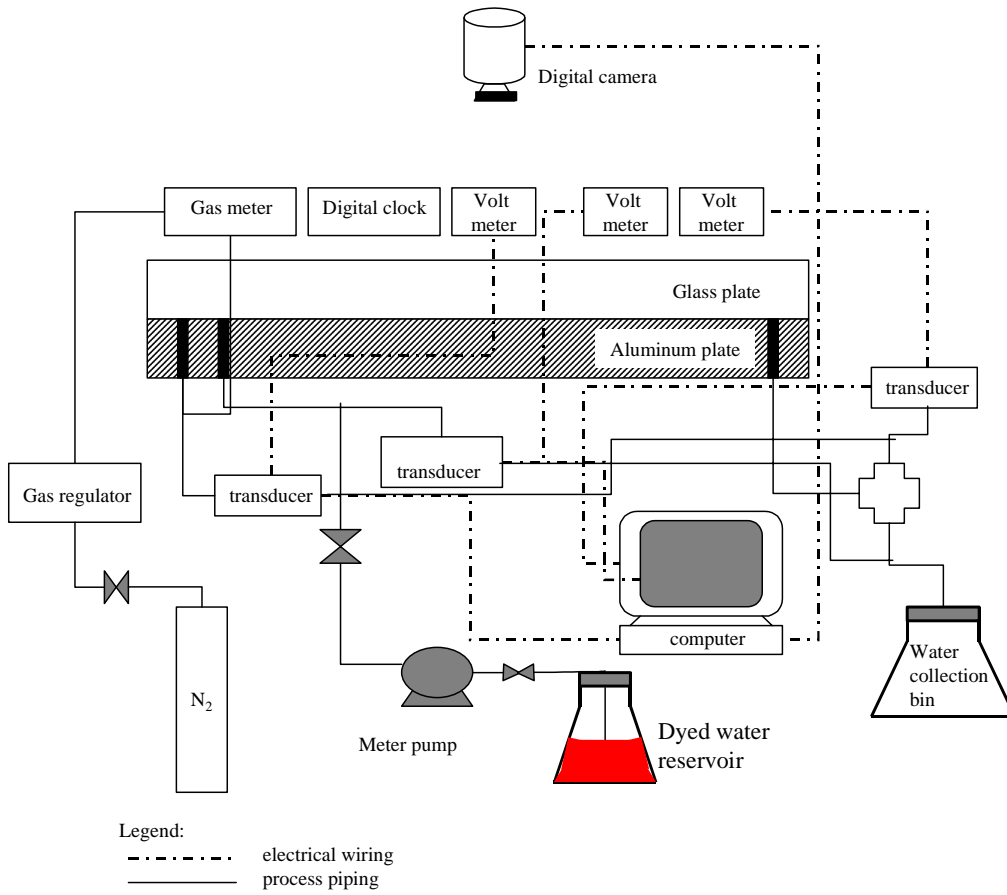 Digital camera
Gas meter
Digital clock
Volt
meter
Volt
meter
Volt
meter
Glass plate
Aluminum plate
transducer
transducer
Gas regulator
transducer
computer
Water
collection
bin
N₂
Meter pump
Dyed water
reservoir
Legend:
electrical wiring
process piping